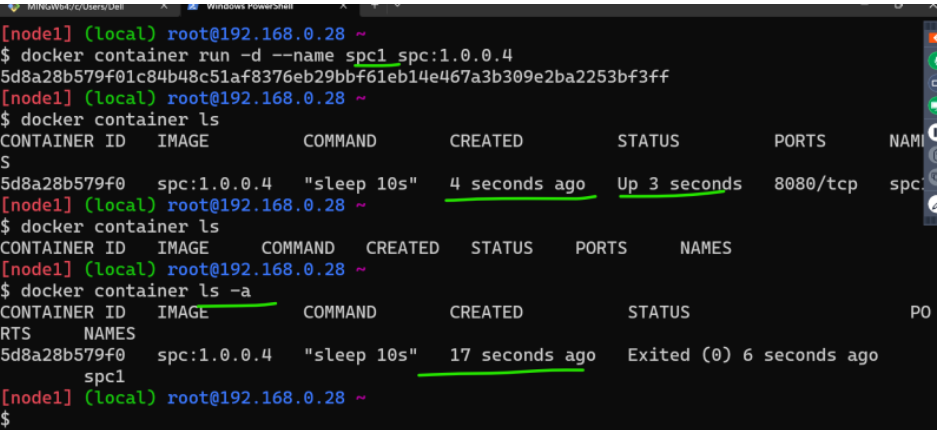 MINGW64:/c/Users/Dell Windows PowerShell
[node1] (local) root@192.168.0.28 ~
$ docker container run -d --name spc1 spc:1.0.0.4
5d8a28b579f01c84b48c51af8376eb29bbf61eb14e467a3b309e2ba2253bf3ff
[node1] (local) root@192.168.0.28 ~
$ docker container ls
CONTAINER ID   IMAGE         COMMAND       CREATED         STATUS         PORTS      NAM
S
5d8a28b579f0   spc:1.0.0.4   "sleep 10s"   4 seconds ago   Up 3 seconds   8080/tcp   spc1
[node1] (local) root@192.168.0.28 ~
$ docker container ls
CONTAINER ID   IMAGE     COMMAND   CREATED   STATUS    PORTS     NAMES
[node1] (local) root@192.168.0.28 ~
$ docker container ls -a
CONTAINER ID   IMAGE         COMMAND       CREATED          STATUS                     PO
RTS     NAMES
5d8a28b579f0   spc:1.0.0.4   "sleep 10s"   17 seconds ago   Exited (0) 6 seconds ago
        spc1
[node1] (local) root@192.168.0.28 ~
$